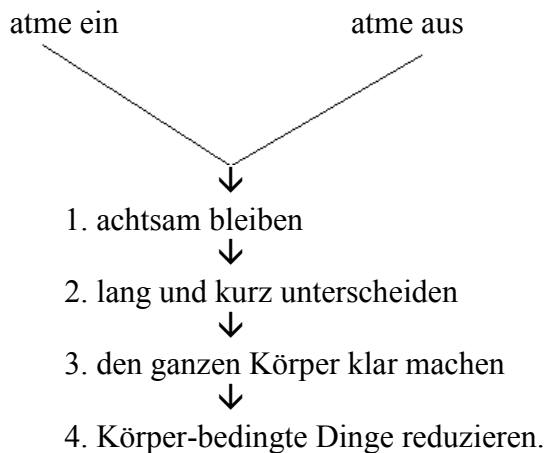 atme ein atme aus
1. achtsam bleiben
2. lang und kurz unterscheiden
3. den ganzen Körper klar machen
4. Körper-bedingte Dinge reduzieren.